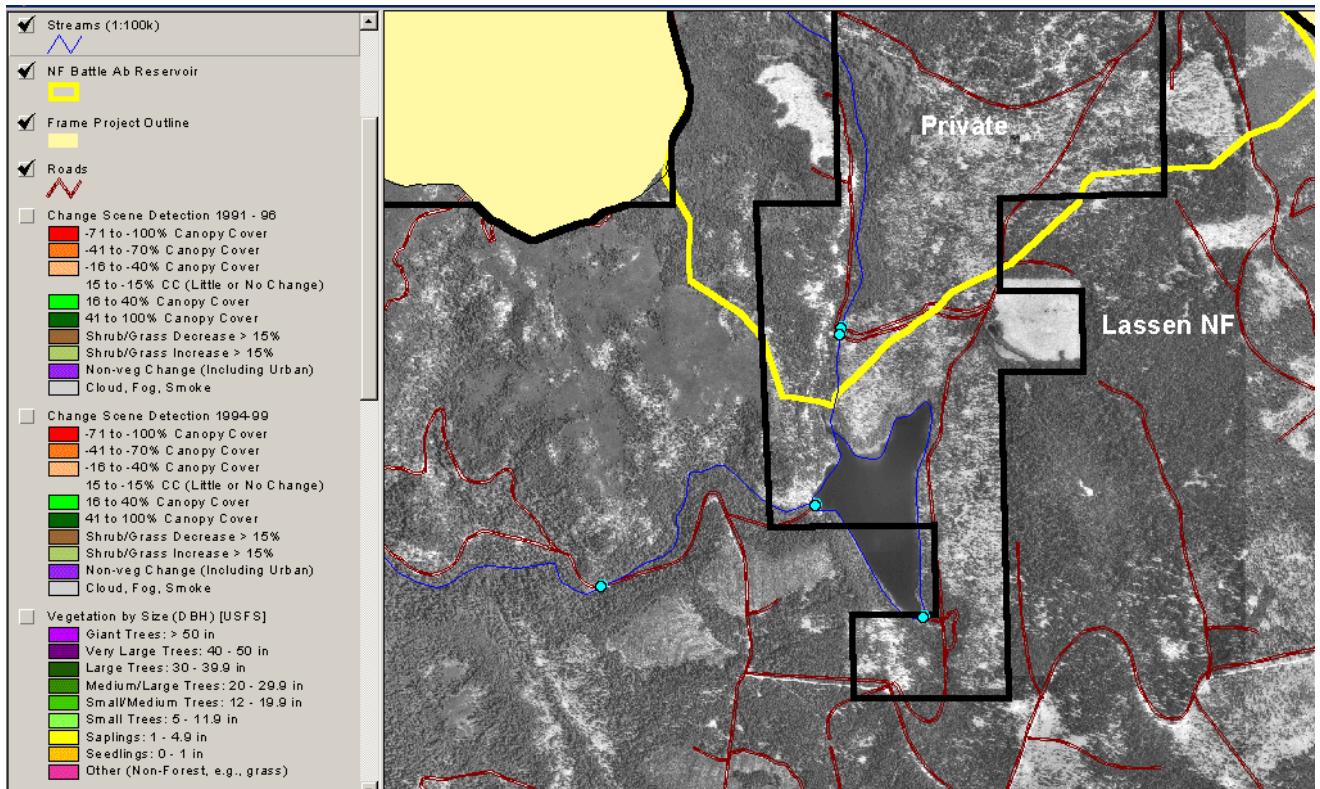 Streams (1:100k)
NF Battle Ab Reservoir
Frame Project Outline
Roads
Change Scene Detection 1991 - 96
-71 to -100% Canopy Cover
-41 to -70% Canopy Cover
-16 to -40% Canopy Cover
15 to -15% CC (Little or No Change)
16 to 40% Canopy Cover
41 to 100% Canopy Cover
Shrub/Grass Decrease > 15%
Shrub/Grass Increase > 15%
Non-veg Change (Including Urban)
Cloud, Fog, Smoke
Change Scene Detection 1994-99
-71 to -100% Canopy Cover
-41 to -70% Canopy Cover
-16 to -40% Canopy Cover
15 to -15% CC (Little or No Change)
16 to 40% Canopy Cover
41 to 100% Canopy Cover
Shrub/Grass Decrease > 15%
Shrub/Grass Increase > 15%
Non-veg Change (Including Urban)
Cloud, Fog, Smoke
Vegetation by Size (DBH) [USFS]
Giant Trees: > 50 in
Very Large Trees: 40 - 50 in
Large Trees: 30 - 39.9 in
Medium/Large Trees: 20 - 29.9 in
Small/Medium Trees: 12 - 19.9 in
Small Trees: 5 - 11.9 in
Saplings: 1 - 4.9 in
Seedlings: 0 - 1 in
Other (Non-Forest, e.g., grass)
Private
Lassen NF